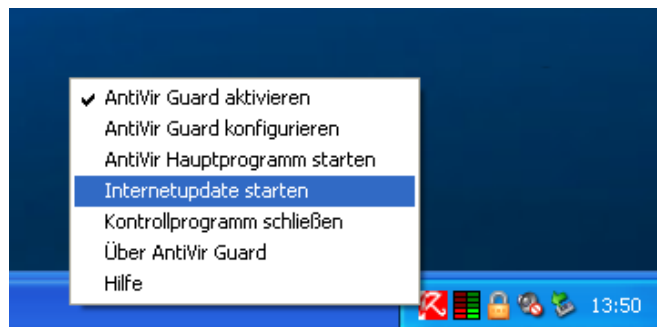 AntiVir Guard aktivieren
AntiVir Guard konfigurieren
AntiVir Hauptprogramm starten
Internetupdate starten
Kontrollprogramm schließen
Über AntiVir Guard
Hilfe
13:50